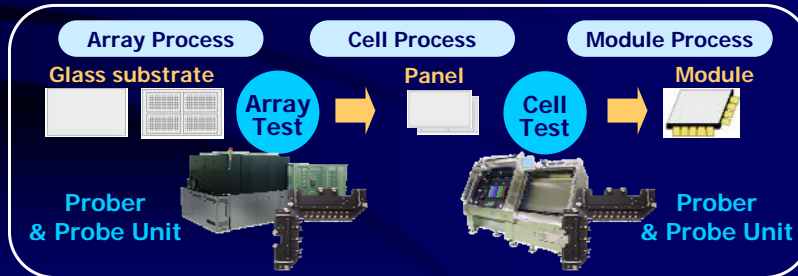 Array Process
Cell Process
Module Process
Glass substrate
Panel
Module
Array
Test
Cell
Test
Prober
& Probe Unit
Prober
& Probe Unit